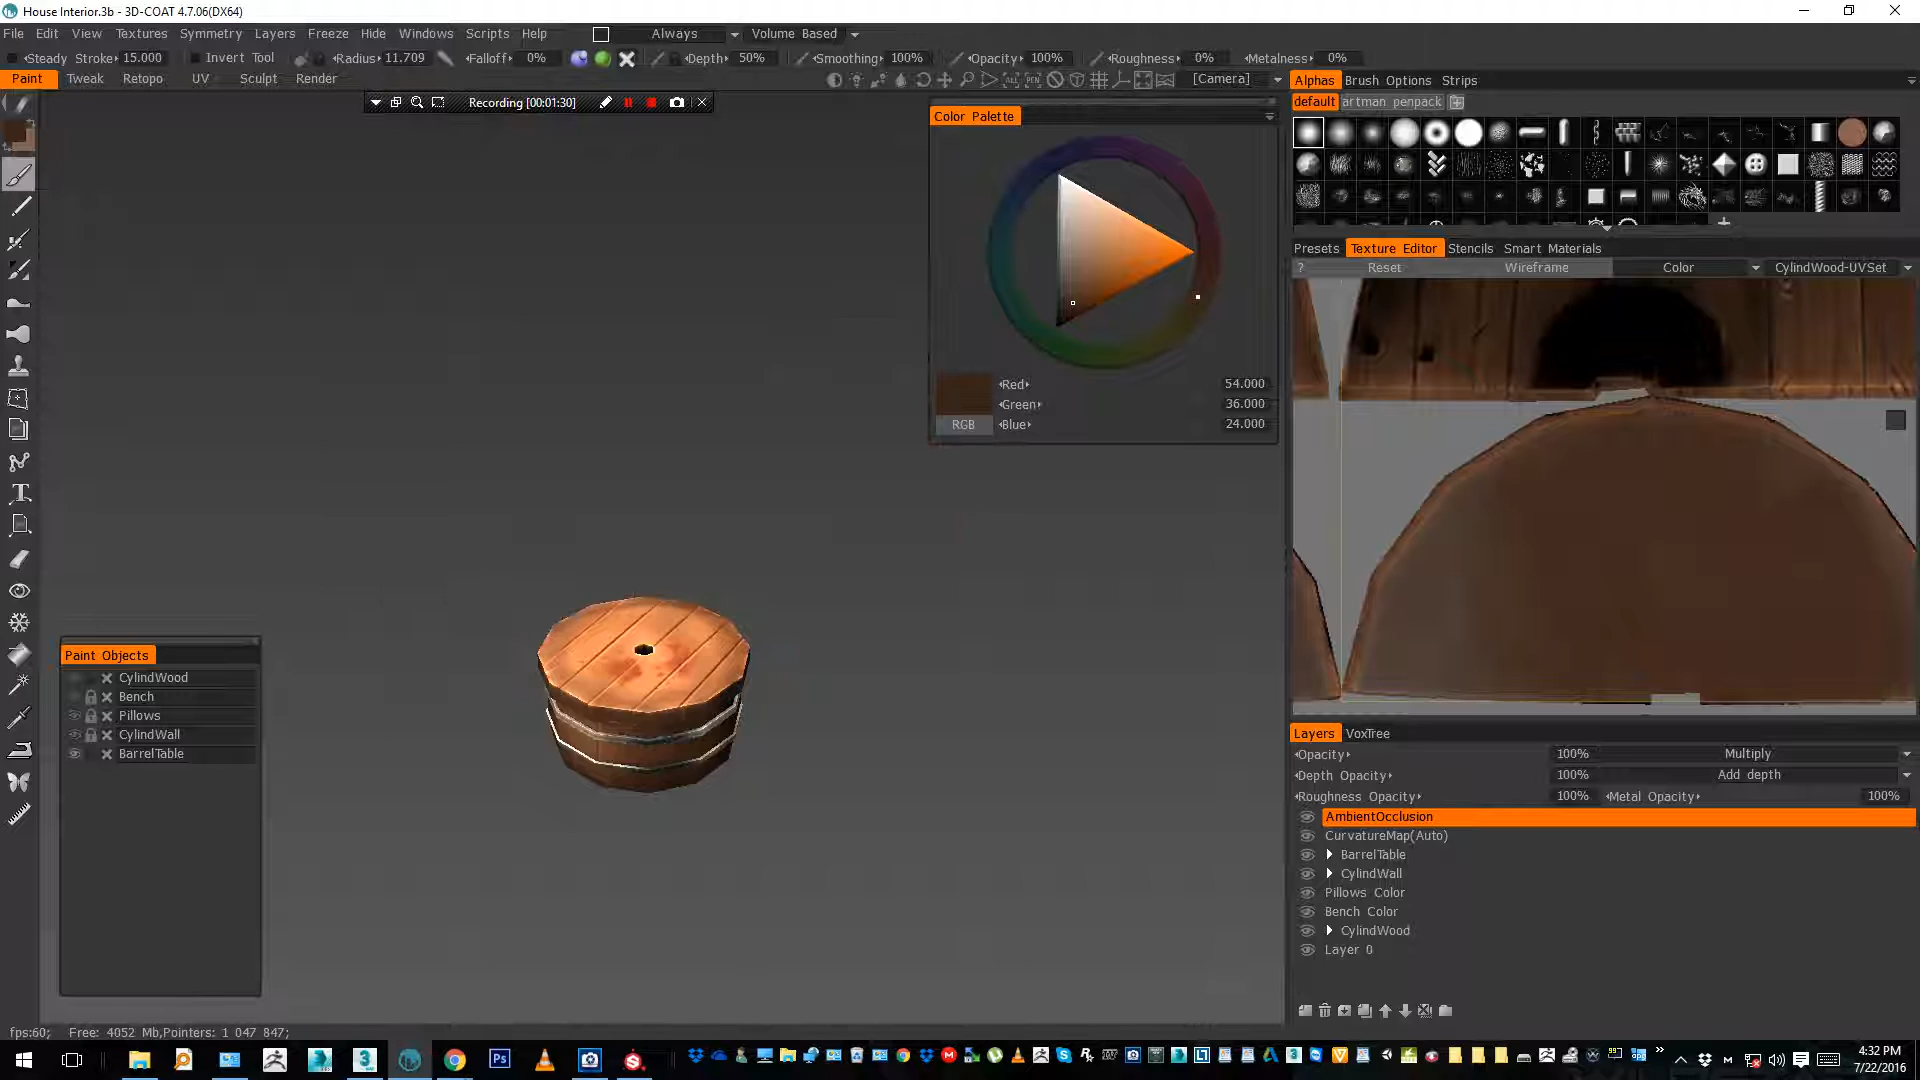 House Interior.3b - 3D-COAT 4.7.06(DX64)
File Edit View Textures Symmetry Layers Freeze Hide Windows Scripts Help Always Volume Based
Steady Stroke 15.000 Invert Tool Radius 11.709 Falloff 0% Depth 50% Smoothing 100% Opacity 100% Roughness 0% Metalness 0%
Paint Tweak Retopo UV Sculpt Render [Camera] Alphas Brush Options Strips
Recording [00:01:30]
default artman penpack
Color Palette
Presets Texture Editor Stencils Smart Materials
? Reset Wireframe Color CylindWood-UVSet
Red 54.000
Green 36.000
RGB Blue 24.000
Paint Objects
CylindWood
Bench
Pillows
CylindWall
BarrelTable
Layers VoxTree
Opacity 100% Multiply
Depth Opacity 100% Add depth
Roughness Opacity 100% Metal Opacity 100%
AmbientOcclusion
CurvatureMap(Auto)
BarrelTable
CylindWall
Pillows Color
Bench Color
CylindWood
Layer 0
fps:60; Free: 4052 Mb,Pointers: 1 047 847;
4:32 PM
7/22/2016